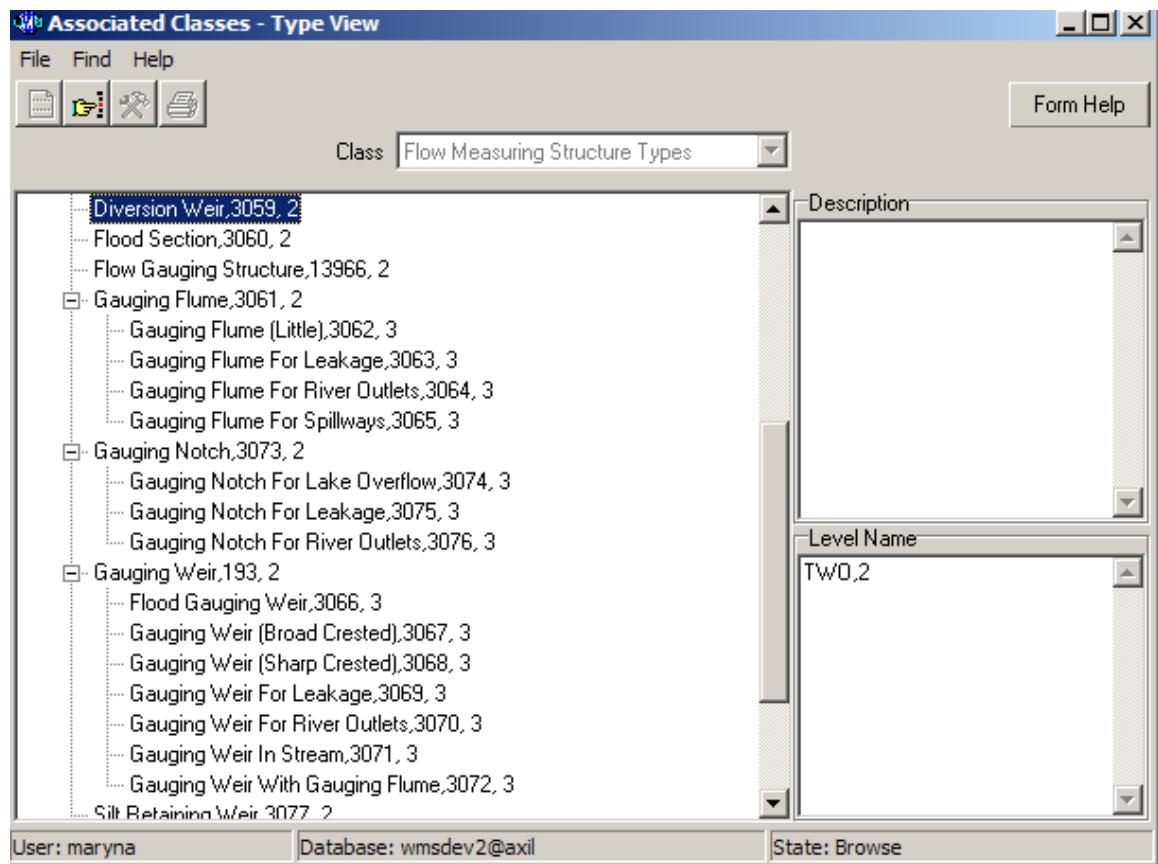 Associated Classes - Type View
File Find Help
Form Help
Class Flow Measuring Structure Types
Diversion Weir,3059, 2
Flood Section,3060, 2
Flow Gauging Structure,13966, 2
Gauging Flume,3061, 2
Gauging Flume (Little),3062, 3
Gauging Flume For Leakage,3063, 3
Gauging Flume For River Outlets,3064, 3
Gauging Flume For Spillways,3065, 3
Gauging Notch,3073, 2
Gauging Notch For Lake Overflow,3074, 3
Gauging Notch For Leakage,3075, 3
Gauging Notch For River Outlets,3076, 3
Gauging Weir,193, 2
Flood Gauging Weir,3066, 3
Gauging Weir (Broad Crested),3067, 3
Gauging Weir (Sharp Crested),3068, 3
Gauging Weir For Leakage,3069, 3
Gauging Weir For River Outlets,3070, 3
Gauging Weir In Stream,3071, 3
Gauging Weir With Gauging Flume,3072, 3
Silt Retaining Weir,3077, 2
Description
Level Name
TWO,2
User: maryna
Database: wmsdev2@axil
State: Browse